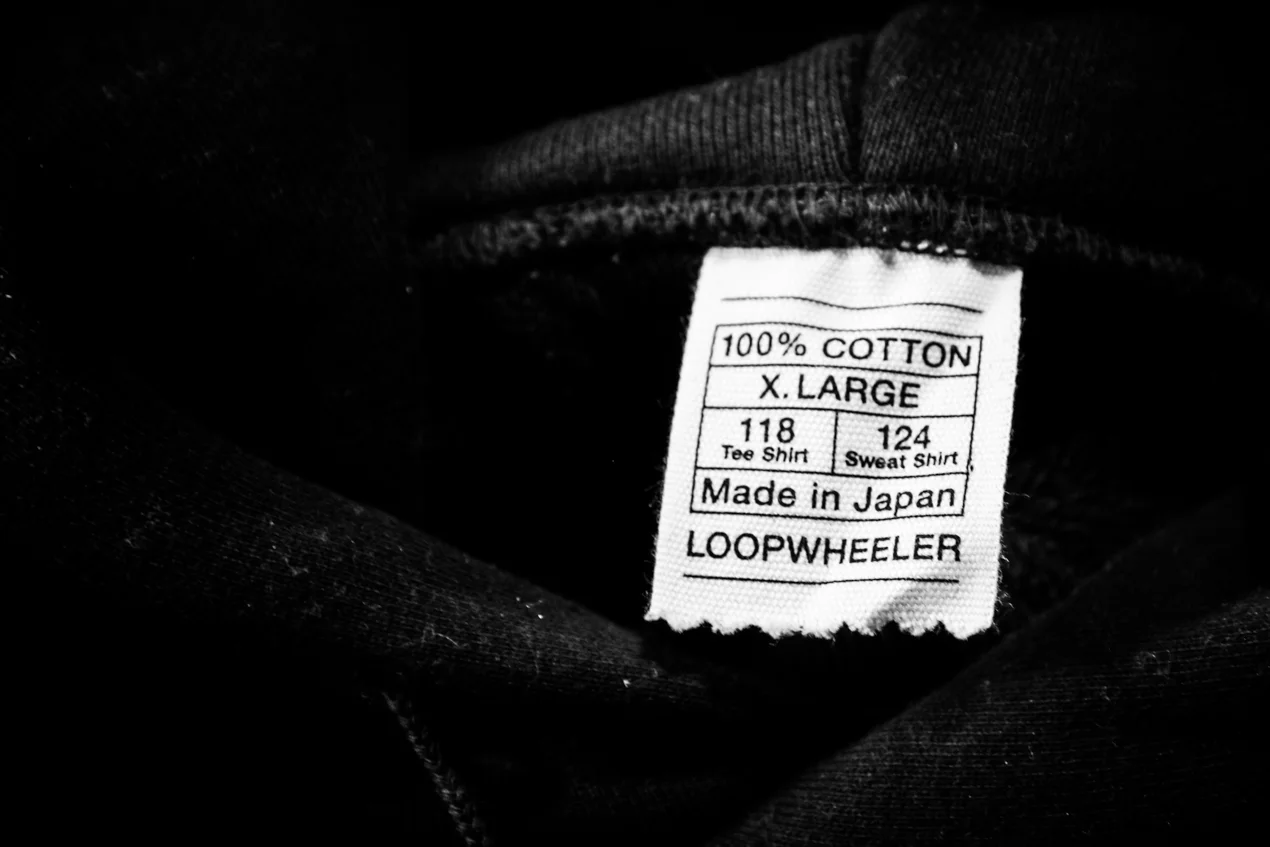 100% COTTON
X.LARGE
118 124
Tee Shirt Sweat Shirt
Made in Japan
LOOPWHEELER